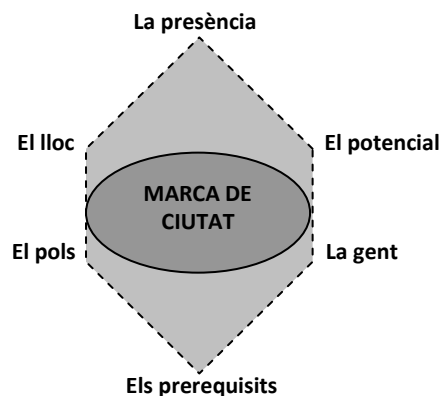 La presència
El lloc
El potencial
MARCA DE
CIUTAT
El pols
La gent
Els prerequisits